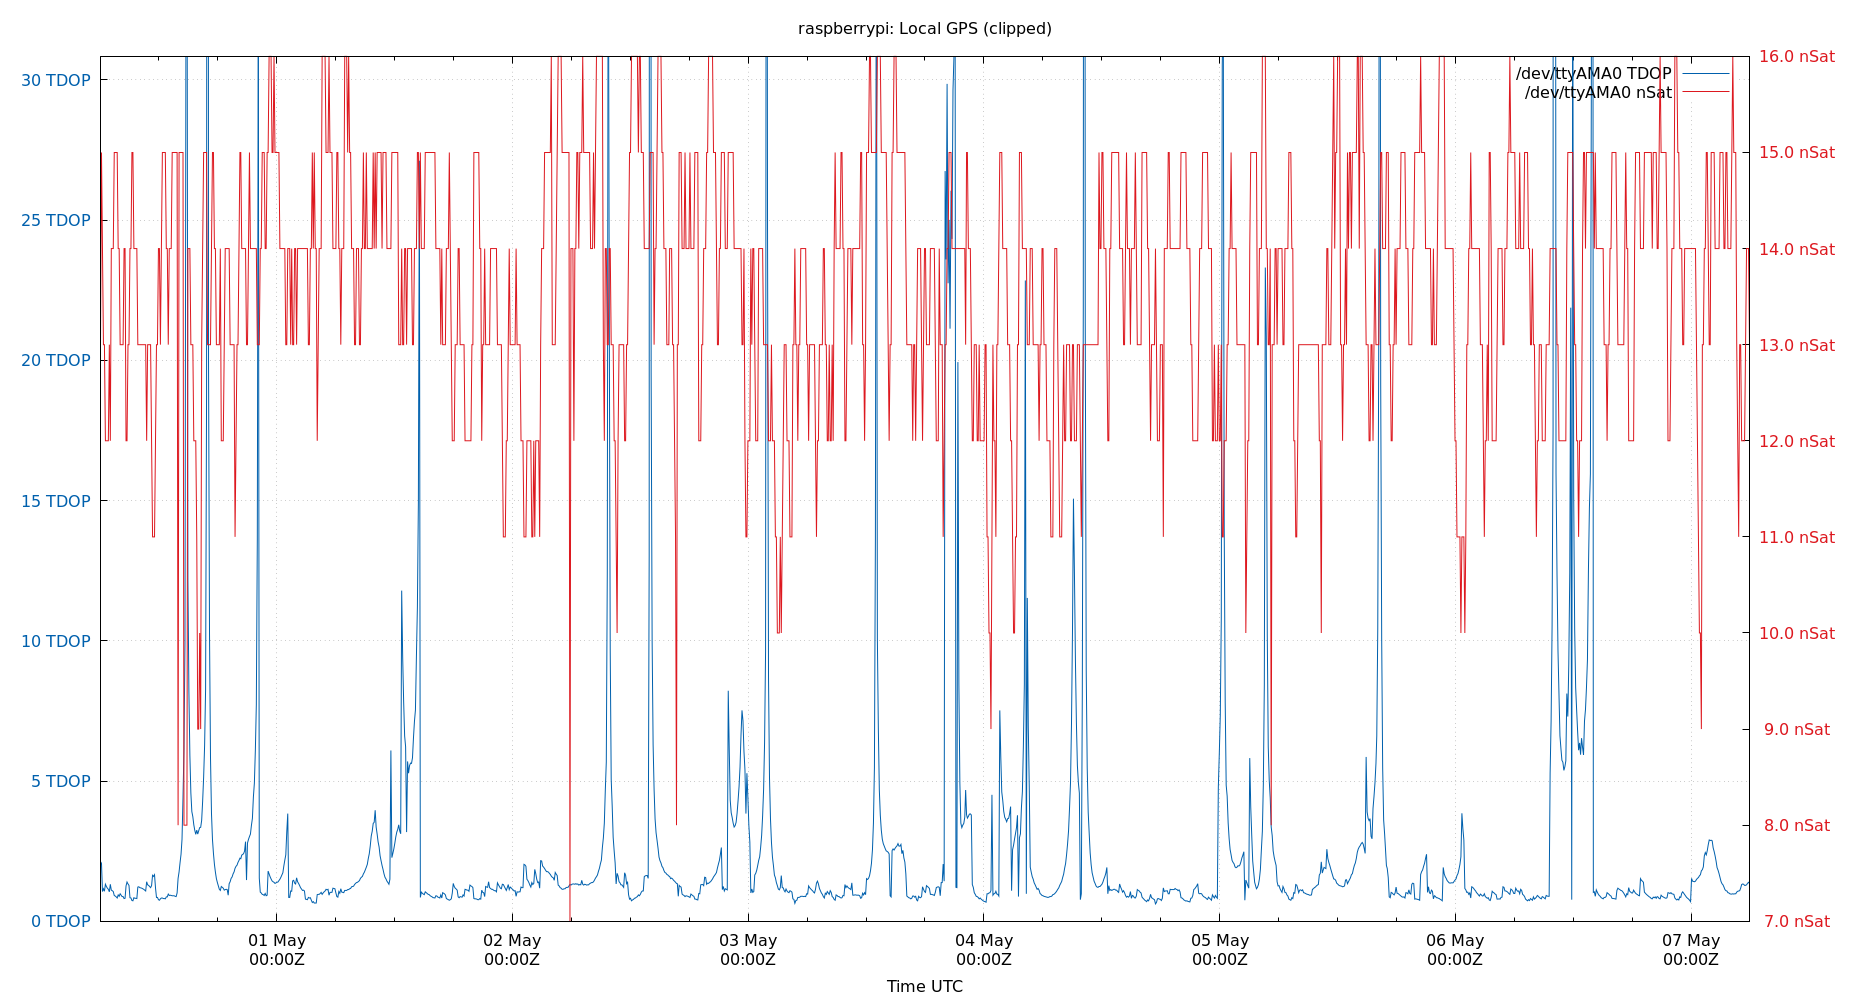 raspberrypi: Local GPS (clipped)
30 TDOP
25 TDOP
20 TDOP
15 TDOP
10 TDOP
5 TDOP
0 TDOP
16.0 nSat
15.0 nSat
14.0 nSat
13.0 nSat
12.0 nSat
11.0 nSat
10.0 nSat
9.0 nSat
8.0 nSat
7.0 nSat
/dev/ttyAMA0 TDOP
/dev/ttyAMA0 nSat
01 May
00:00Z
02 May
00:00Z
03 May
00:00Z
04 May
00:00Z
05 May
00:00Z
06 May
00:00Z
07 May
00:00Z
Time UTC